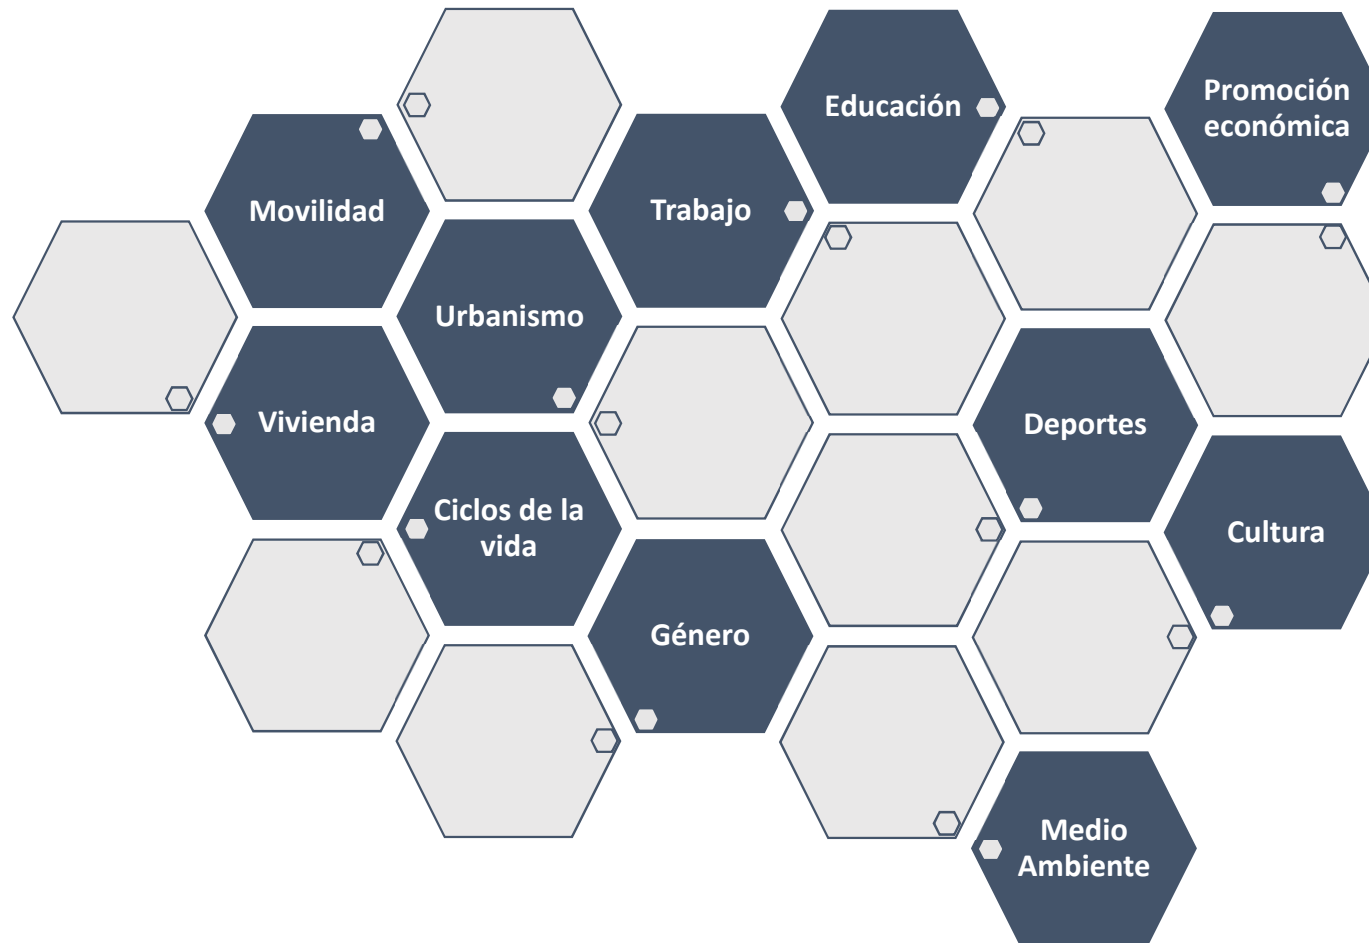 Educación
Promoción
económica
Movilidad
Trabajo
Urbanismo
Vivienda
Deportes
Ciclos de la
vida
Cultura
Género
Medio
Ambiente